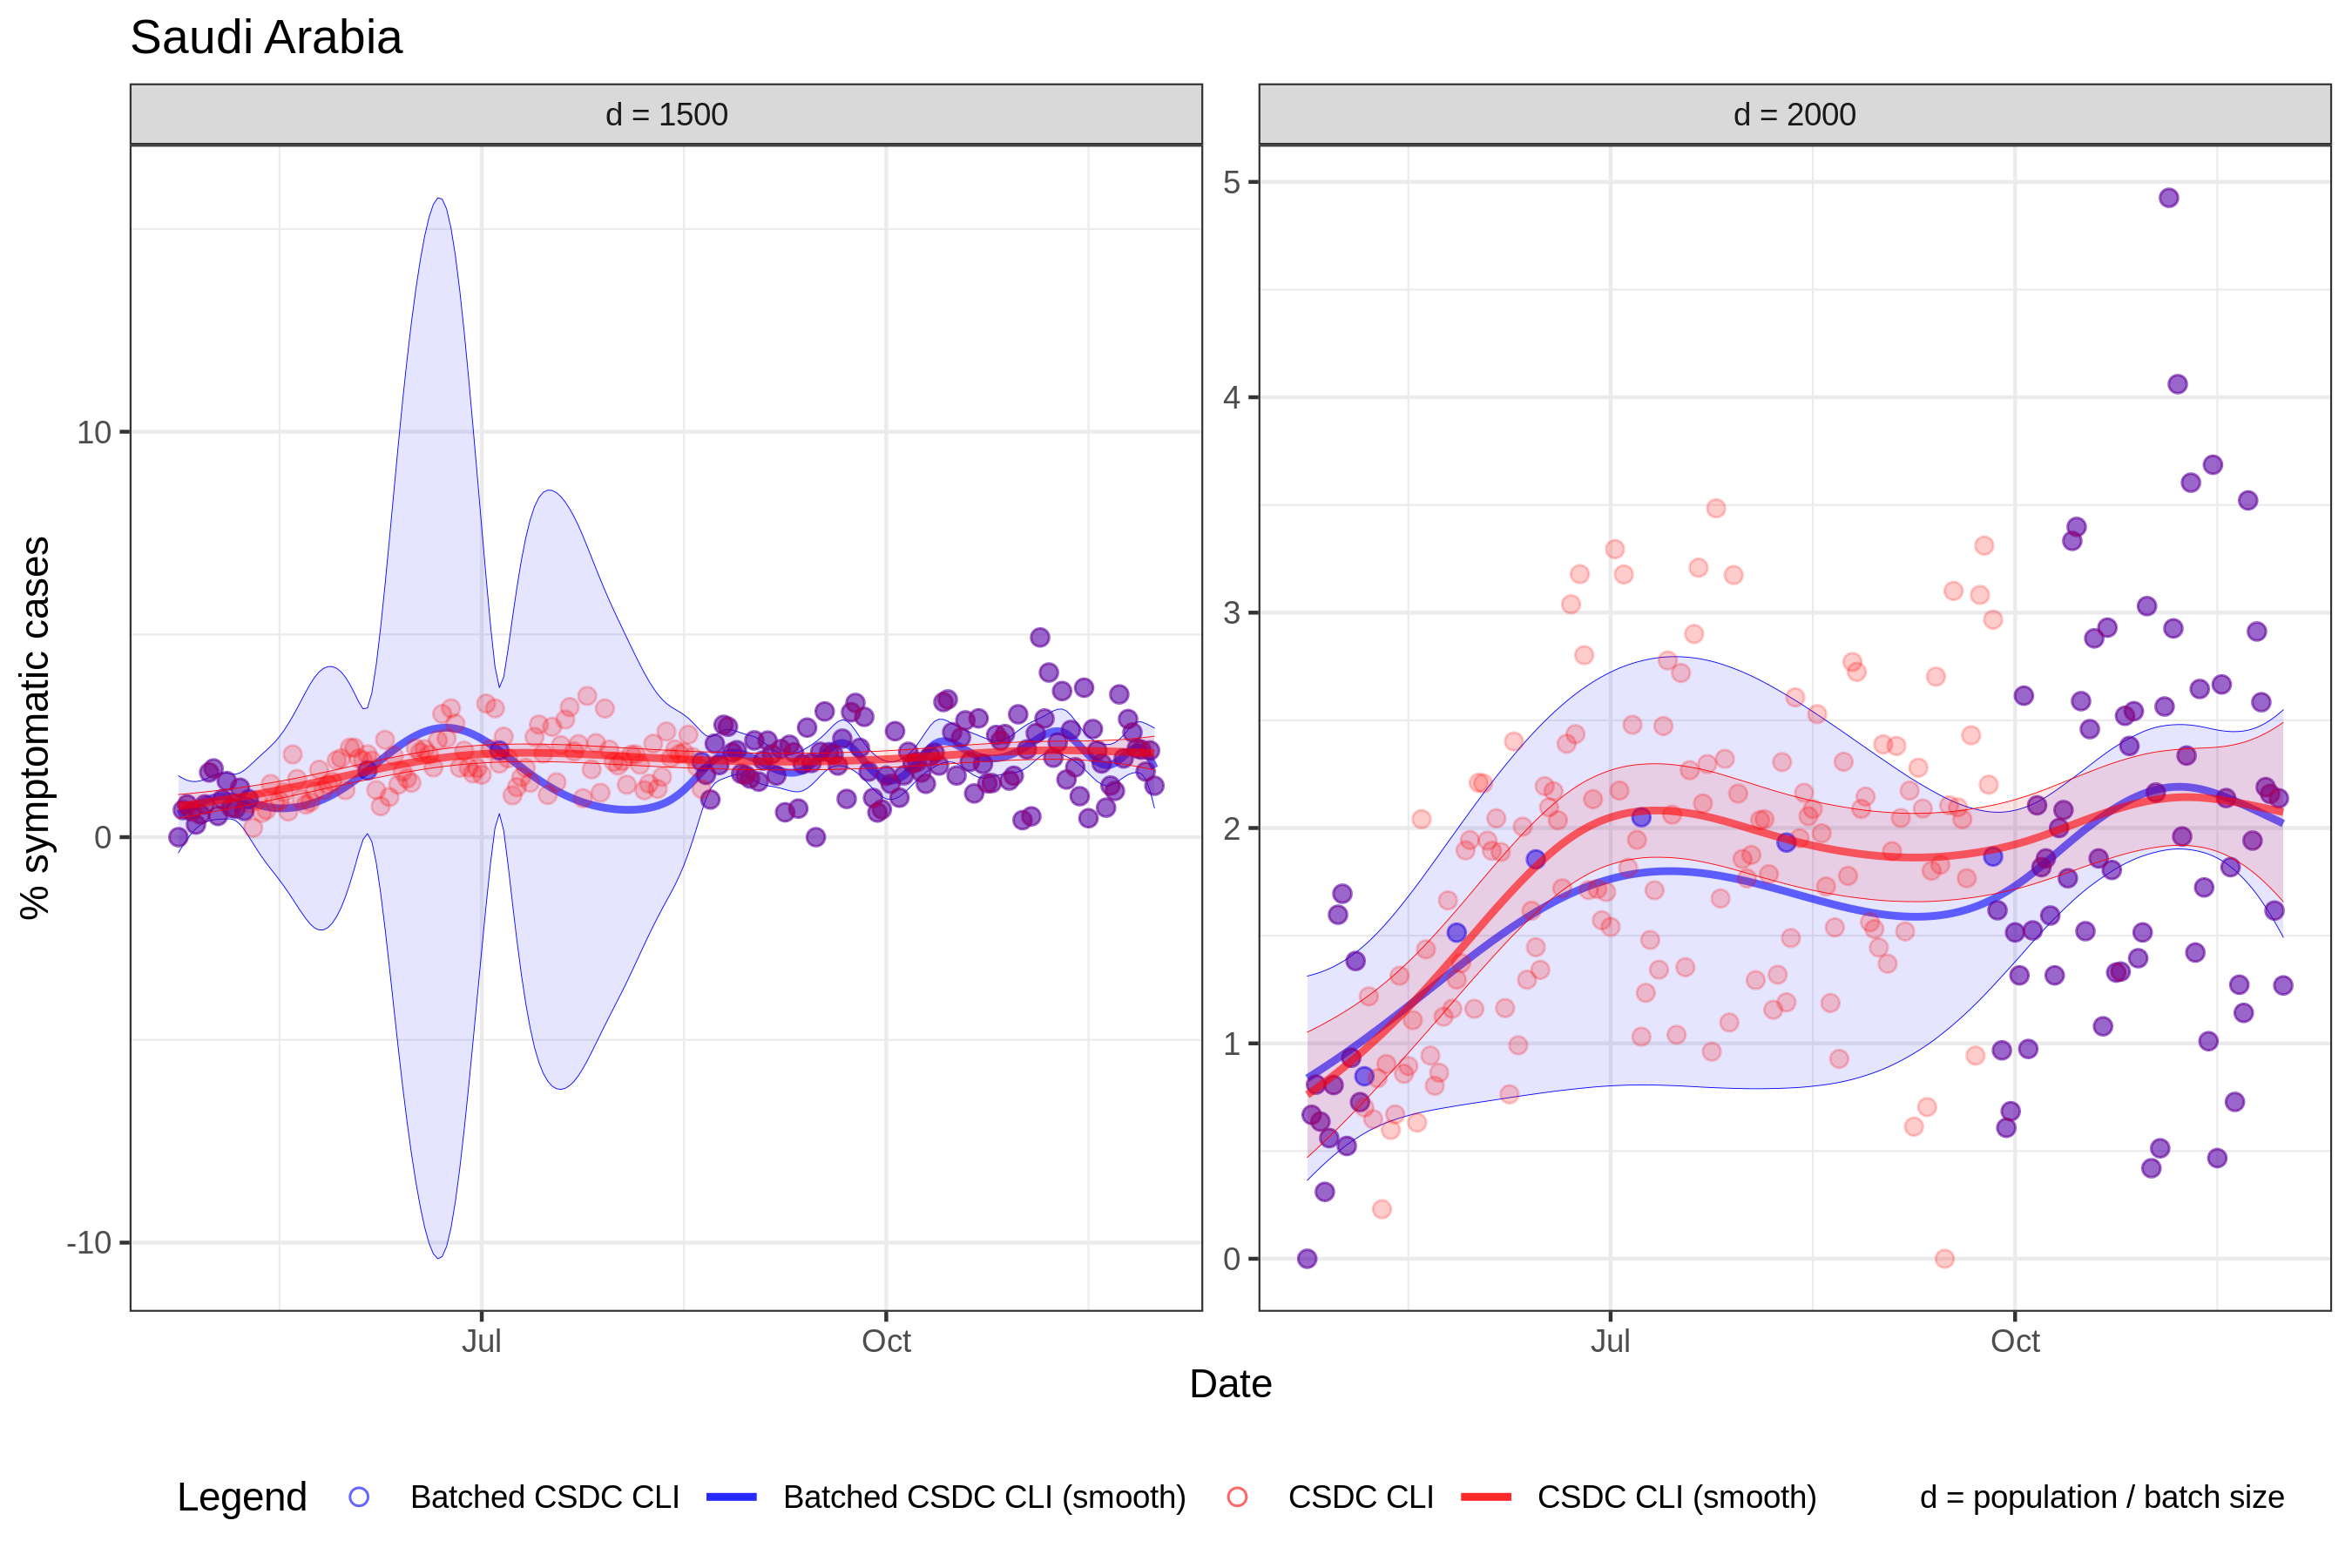 Saudi Arabia
d = 1500
d = 2000
% symptomatic cases
10
0
-10
5
4
3
2
1
0
Jul
Oct
Jul
Oct
Date
Legend
Batched CSDC CLI
Batched CSDC CLI (smooth)
CSDC CLI
CSDC CLI (smooth)
d = population / batch size